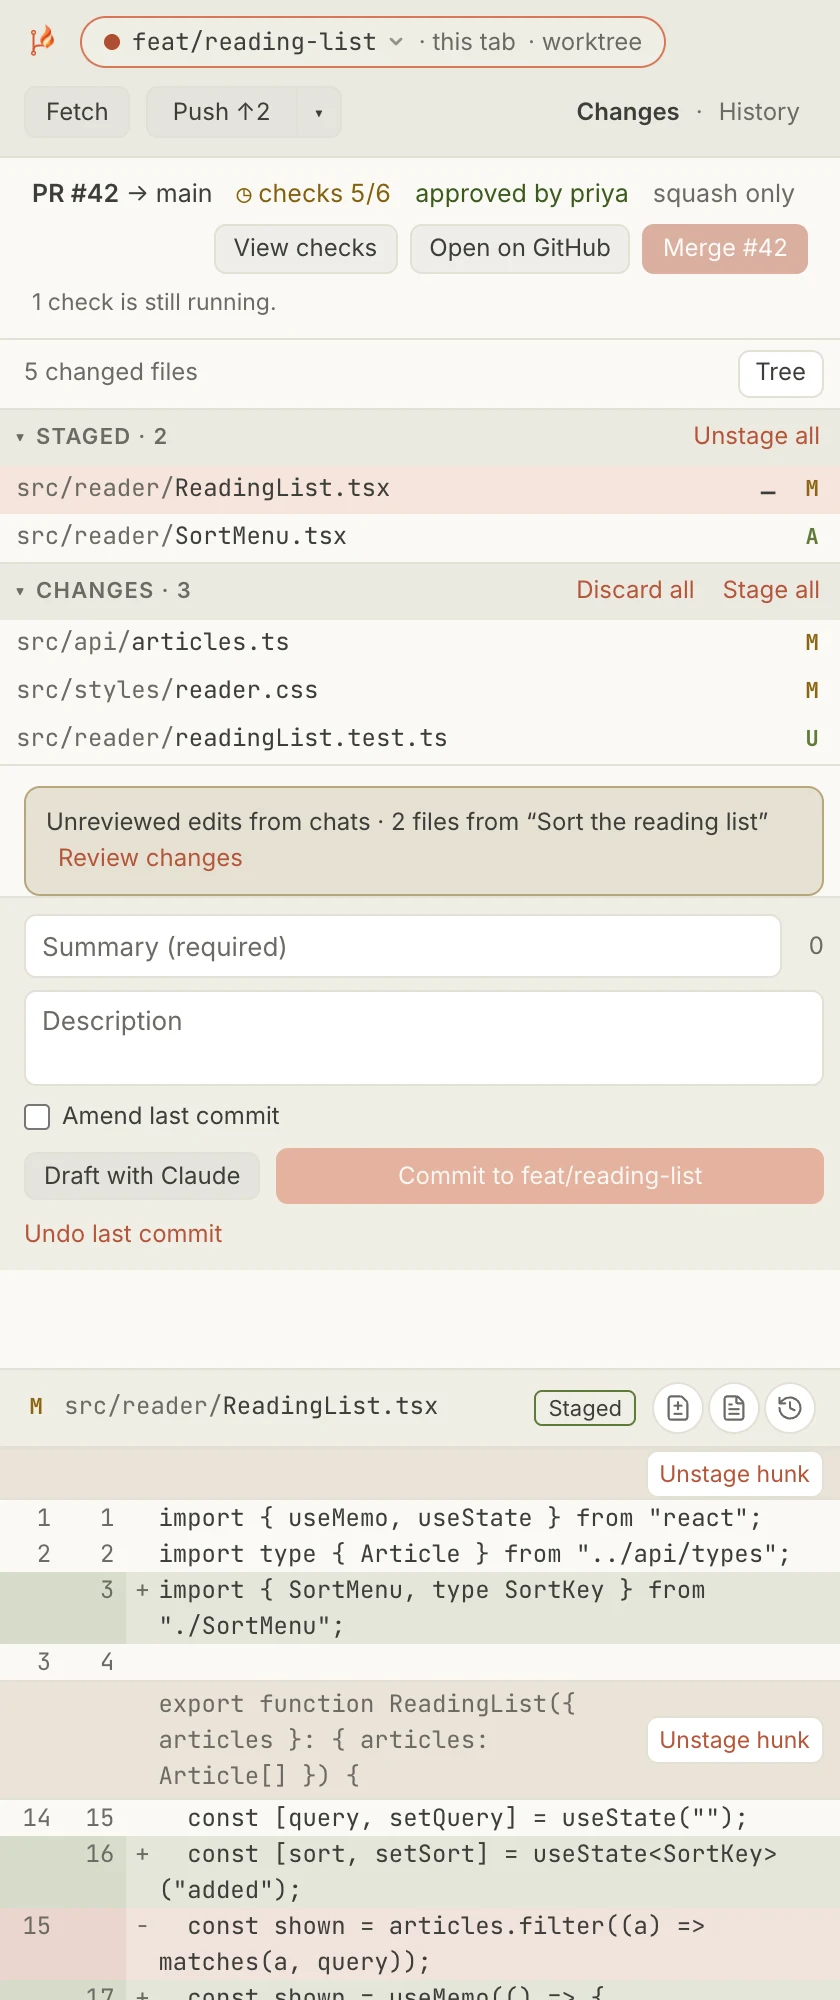 feat/reading-list · this tab · worktree
Fetch Push ↑2 ▾ Changes · History
PR #42 → main ◷ checks 5/6 approved by priya squash only
View checks Open on GitHub Merge #42
1 check is still running.
5 changed files Tree
▾ STAGED · 2 Unstage all
src/reader/ReadingList.tsx – M
src/reader/SortMenu.tsx A
▾ CHANGES · 3 Discard all Stage all
src/api/articles.ts M
src/styles/reader.css M
src/reader/readingList.test.ts U
Unreviewed edits from chats · 2 files from “Sort the reading list”
Review changes
Summary (required) 0
Description
Amend last commit
Draft with Claude Commit to feat/reading-list
Undo last commit
M src/reader/ReadingList.tsx Staged
Unstage hunk
1 1 import { useMemo, useState } from "react";
2 2 import type { Article } from "../api/types";
3 + import { SortMenu, type SortKey } from
"./SortMenu";
3 4
export function ReadingList({
articles }: { articles: Unstage hunk
Article[] }) {
14 15 const [query, setQuery] = useState("");
16 + const [sort, setSort] = useState<SortKey>
("added");
15 - const shown = articles.filter((a) =>
matches(a, query));
17 + const shown = useMemo(() => {